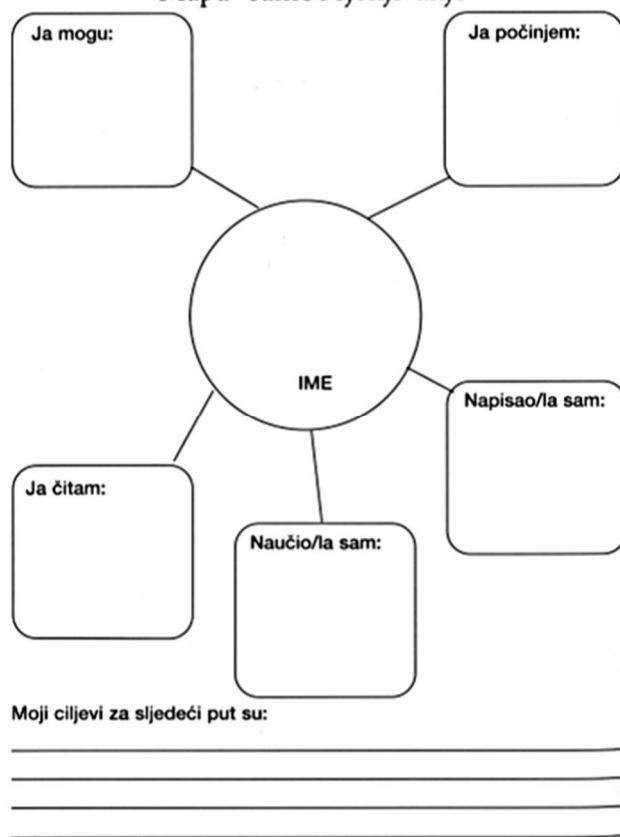 Ja mogu:
Ja počinjem:
IME
Napisao/la sam:
Ja čitam:
Naučio/la sam:
Moji ciljevi za sljedeći put su: